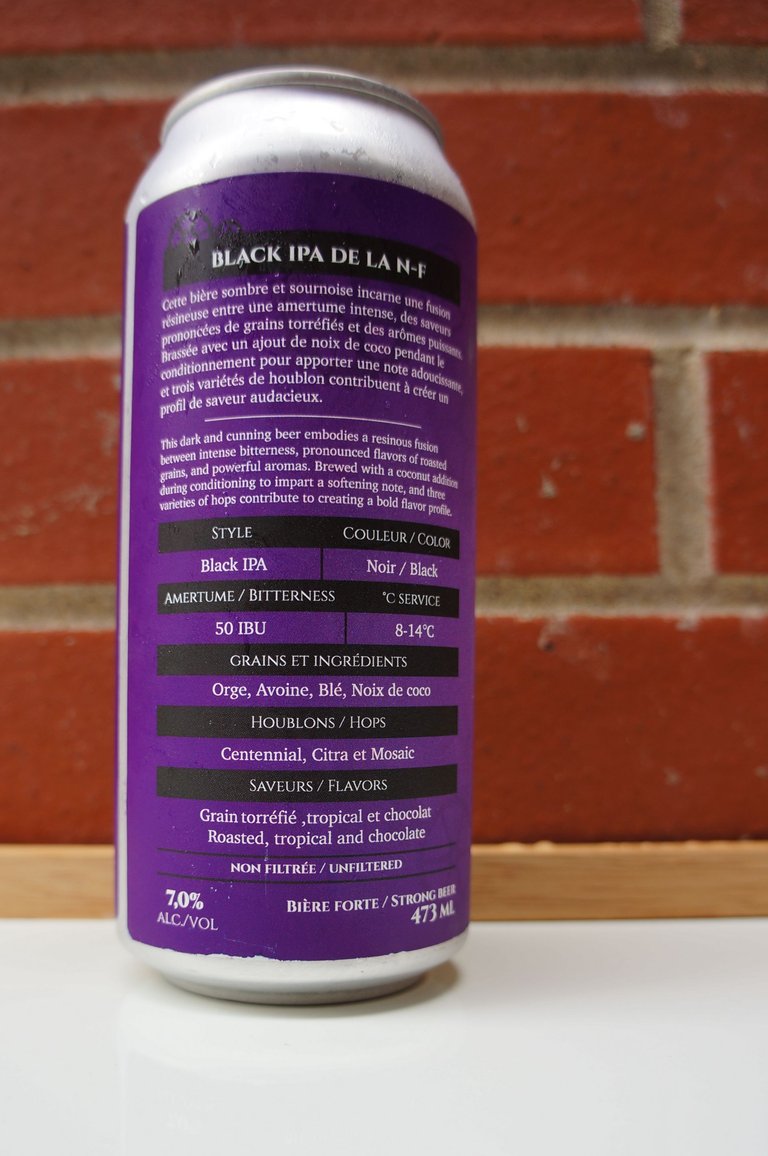 BLACK IPA DE LA N-F
Cette bière sombre et sournoise incarne une fusion
résineuse entre une amertume intense, des saveurs
prononcées de grains torréfiés et des arômes puissants.
Brassée avec un ajout de noix de coco pendant le
conditionnement pour apporter une note adoucissante,
et trois variétés de houblon contribuent à créer un
profil de saveur audacieux.
This dark and cunning beer embodies a resinous fusion
between intense bitterness, pronounced flavors of roasted
grains, and powerful aromas. Brewed with a coconut addition
during conditioning to impart a softening note, and three
varieties of hops contribute to creating a bold flavor profile.
STYLE COULEUR / COLOR
Black IPA Noir / Black
AMERTUME / BITTERNESS °C SERVICE
50 IBU 8-14°C
GRAINS ET INGRÉDIENTS
Orge, Avoine, Blé, Noix de coco
HOUBLONS / HOPS
Centennial, Citra et Mosaic
SAVEURS / FLAVORS
Grain torréfié ,tropical et chocolat
Roasted, tropical and chocolate
NON FILTRÉE / UNFILTERED
7,0% BIÈRE FORTE / STRONG BEER
ALC./VOL 473 ML